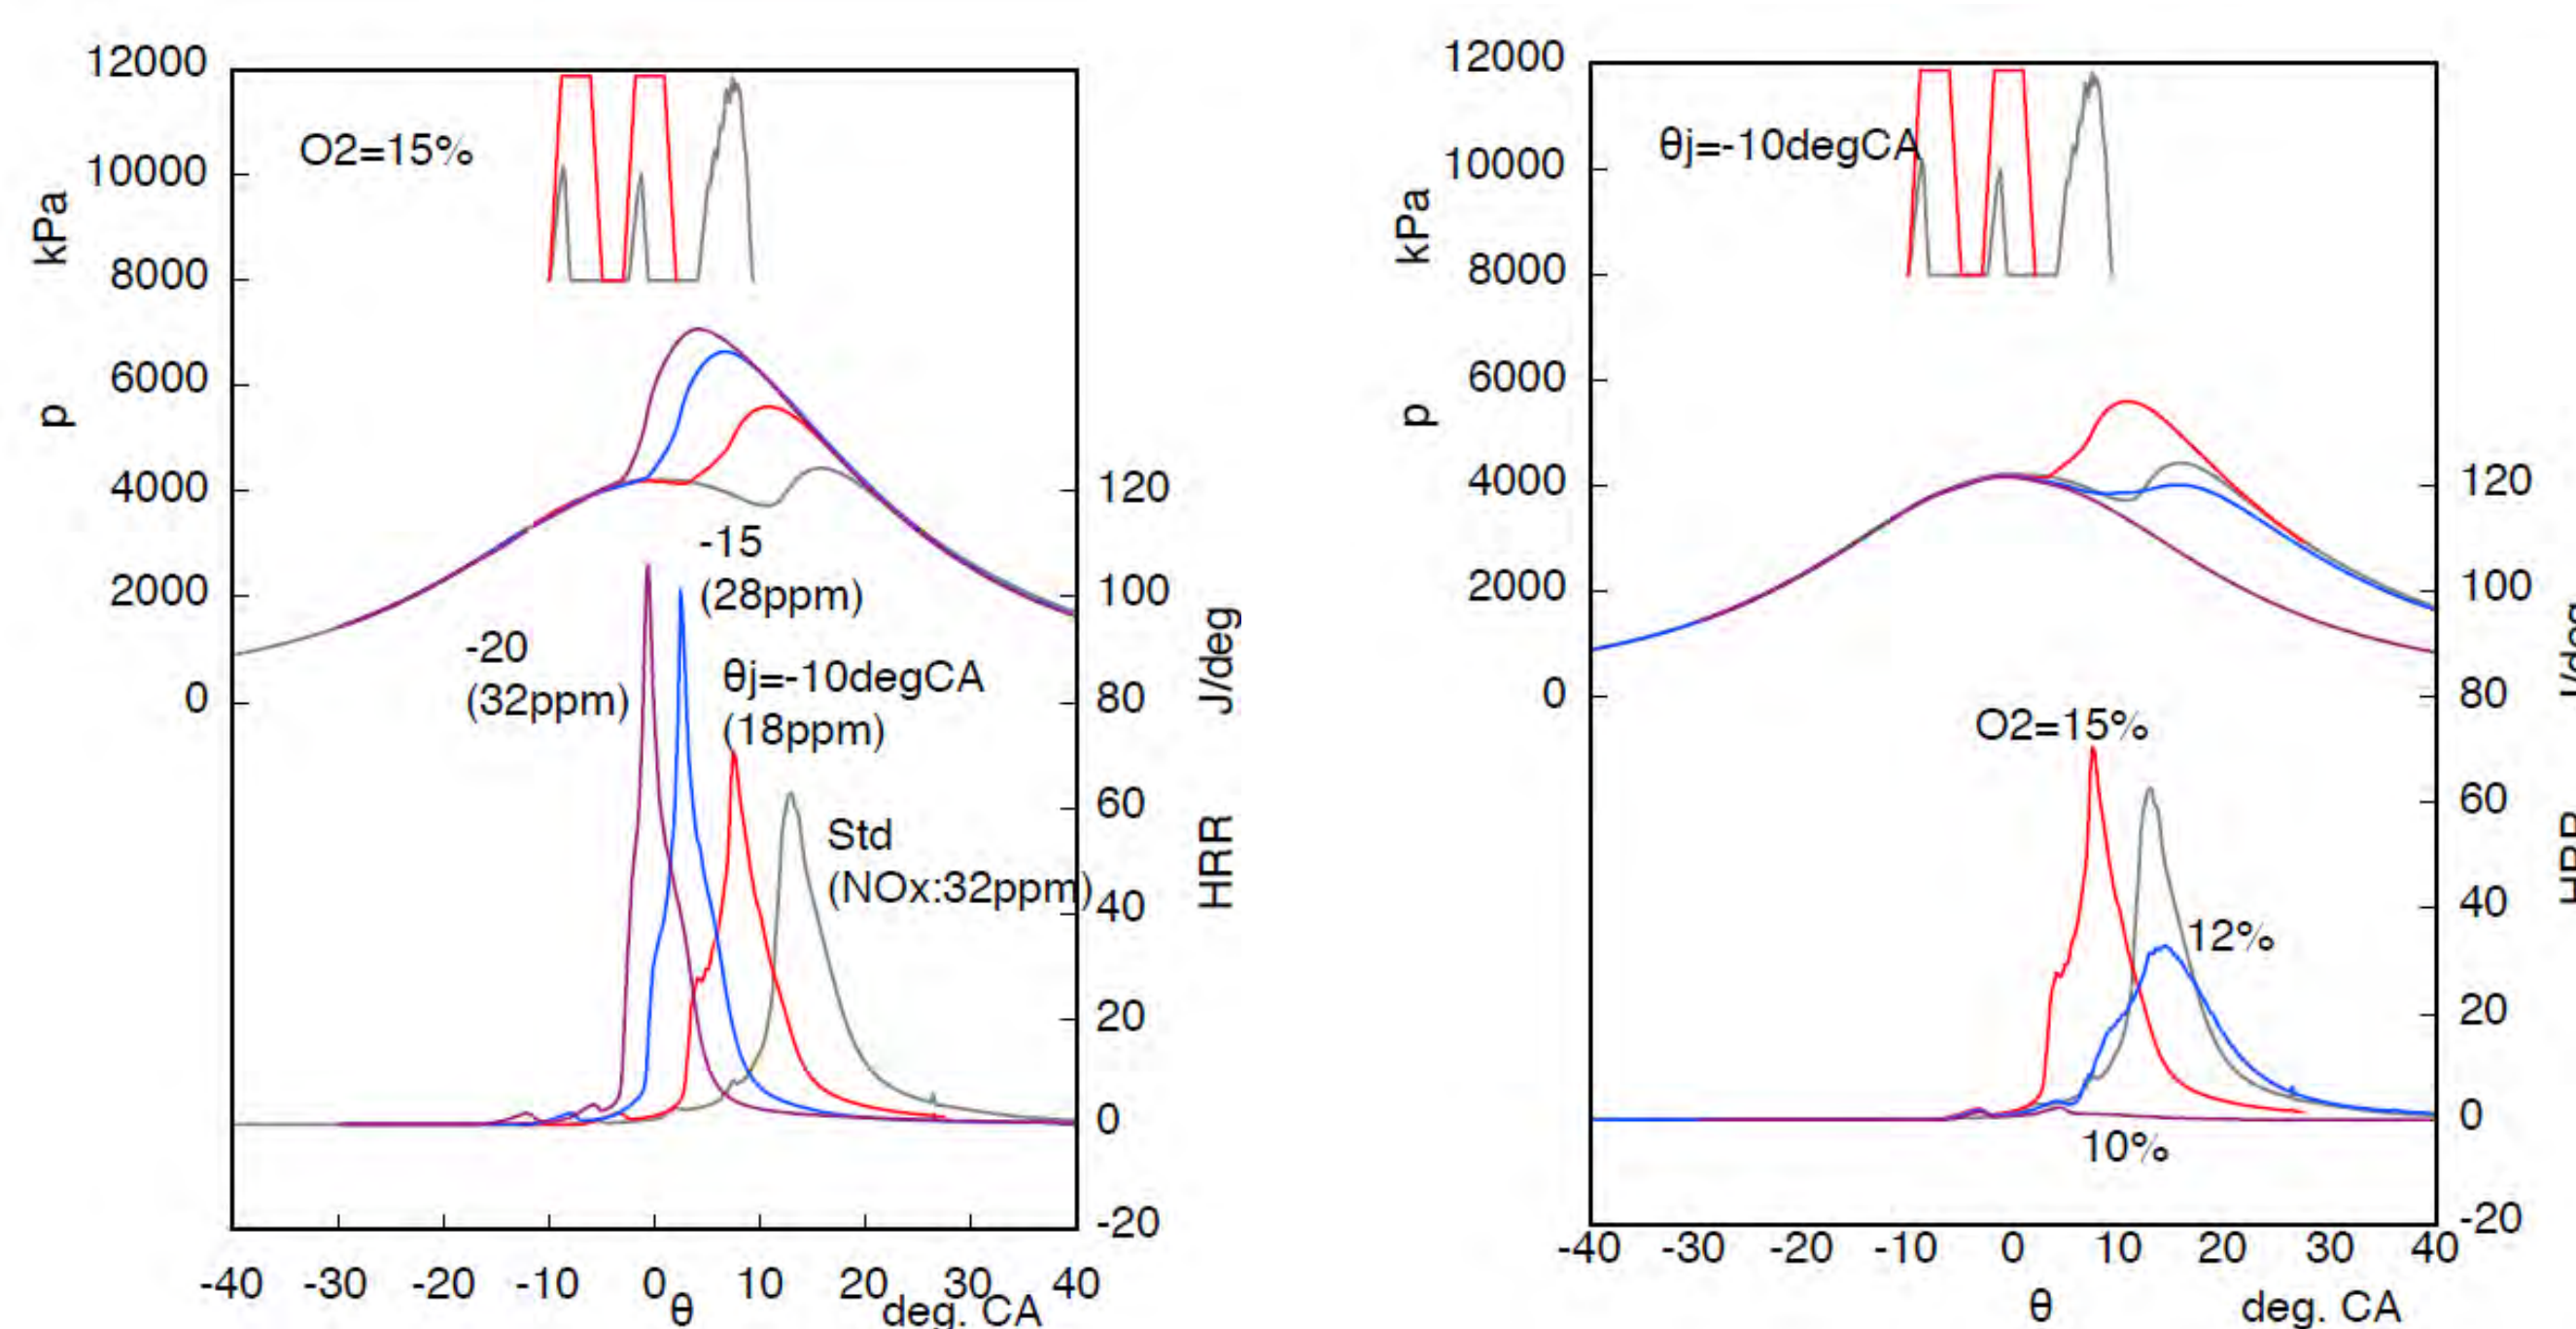 12000
10000
8000
6000
4000
2000
0
kPa
p
O2=15%
-15
(28ppm)
-20
(32ppm)
θj=-10degCA
(18ppm)
Std
(NOx:32ppm)
120
100
80
60
40
20
0
-20
J/deg
HRR
-40 -30 -20 -10 0 10 20 30 40
θ deg. CA
12000
10000
8000
6000
4000
2000
0
kPa
p
θj=-10degCA
O2=15%
12%
10%
120
100
80
60
40
20
0
-20
J/deg
HRR
-40 -30 -20 -10 0 10 20 30 40
θ deg. CA